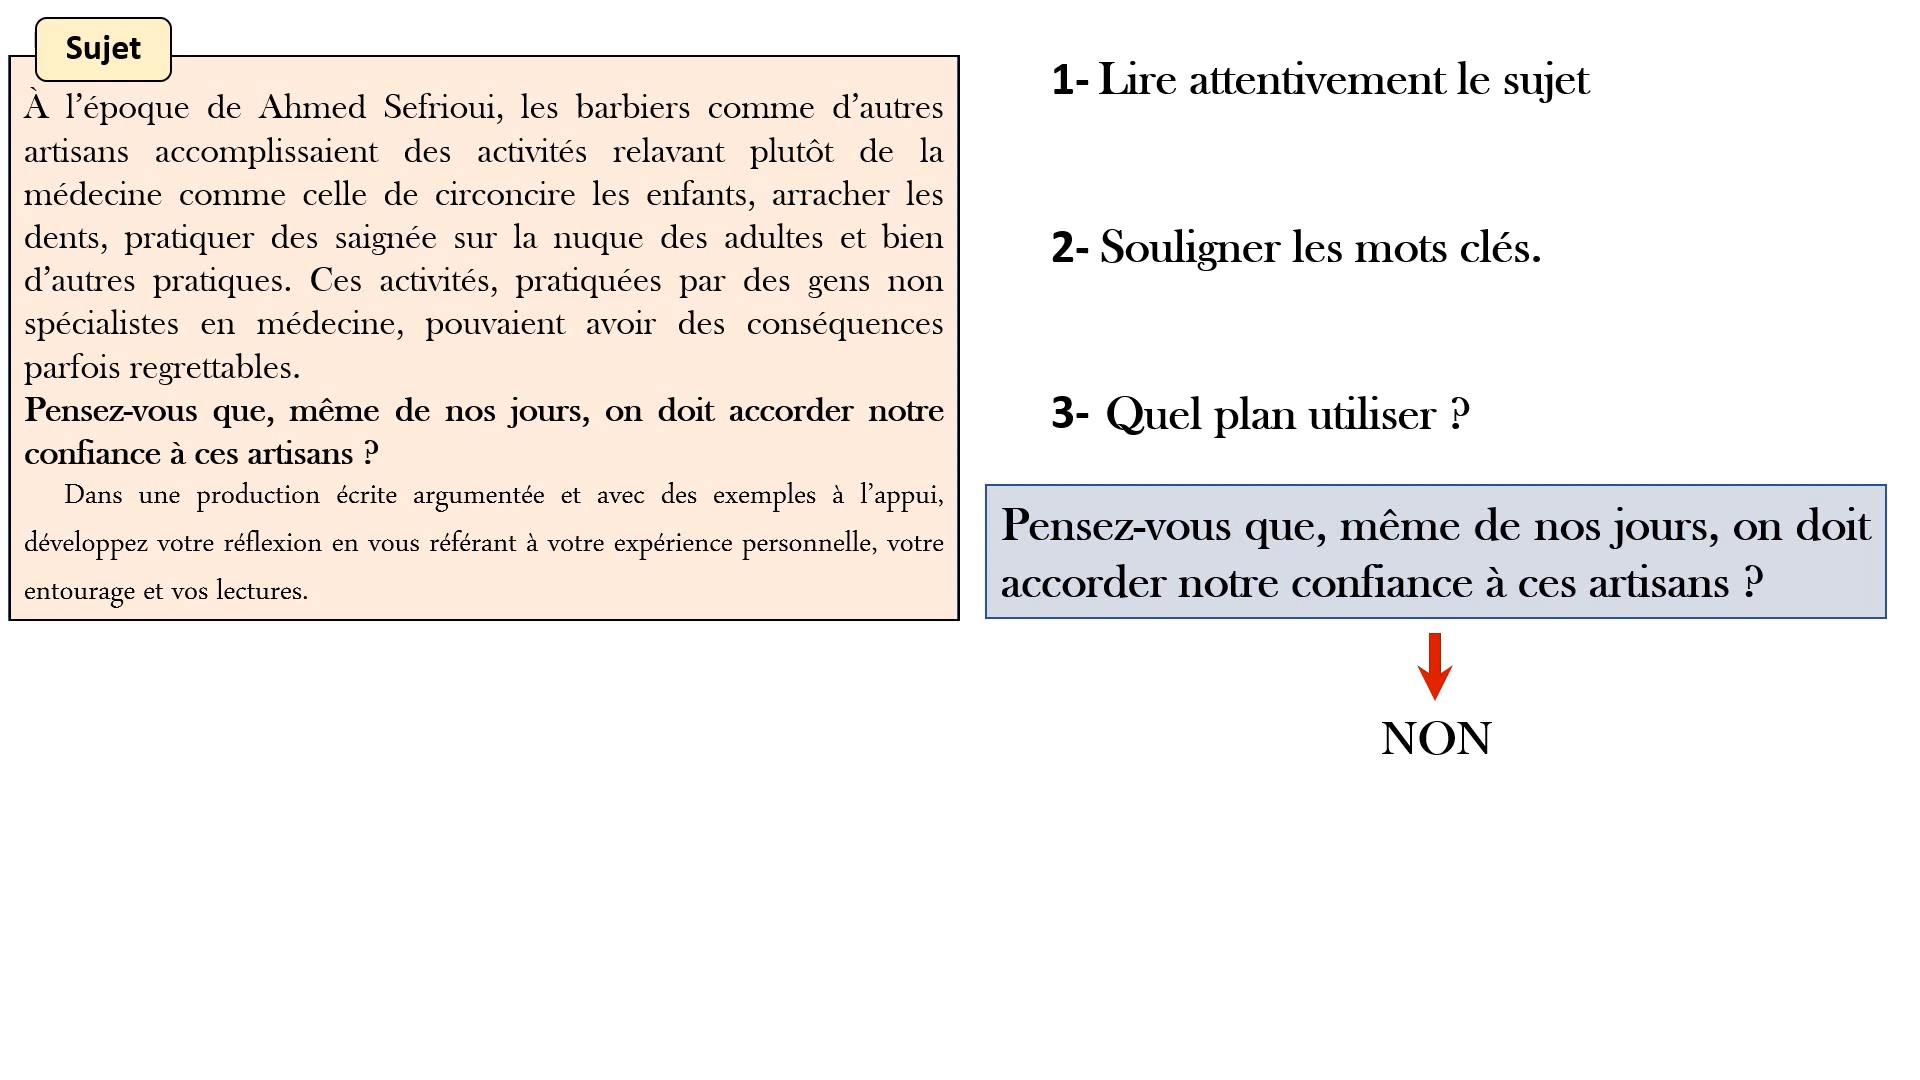 Sujet
À l’époque de Ahmed Sefrioui, les barbiers comme d’autres
artisans accomplissaient des activités relavant plutôt de la
médecine comme celle de circoncire les enfants, arracher les
dents, pratiquer des saignée sur la nuque des adultes et bien
d’autres pratiques. Ces activités, pratiquées par des gens non
spécialistes en médecine, pouvaient avoir des conséquences
parfois regrettables.
Pensez-vous que, même de nos jours, on doit accorder notre
confiance à ces artisans ?
Dans une production écrite argumentée et avec des exemples à l’appui,
développez votre réflexion en vous référant à votre expérience personnelle, votre
entourage et vos lectures.
1- Lire attentivement le sujet
2- Souligner les mots clés.
3- Quel plan utiliser ?
Pensez-vous que, même de nos jours, on doit
accorder notre confiance à ces artisans ?
NON